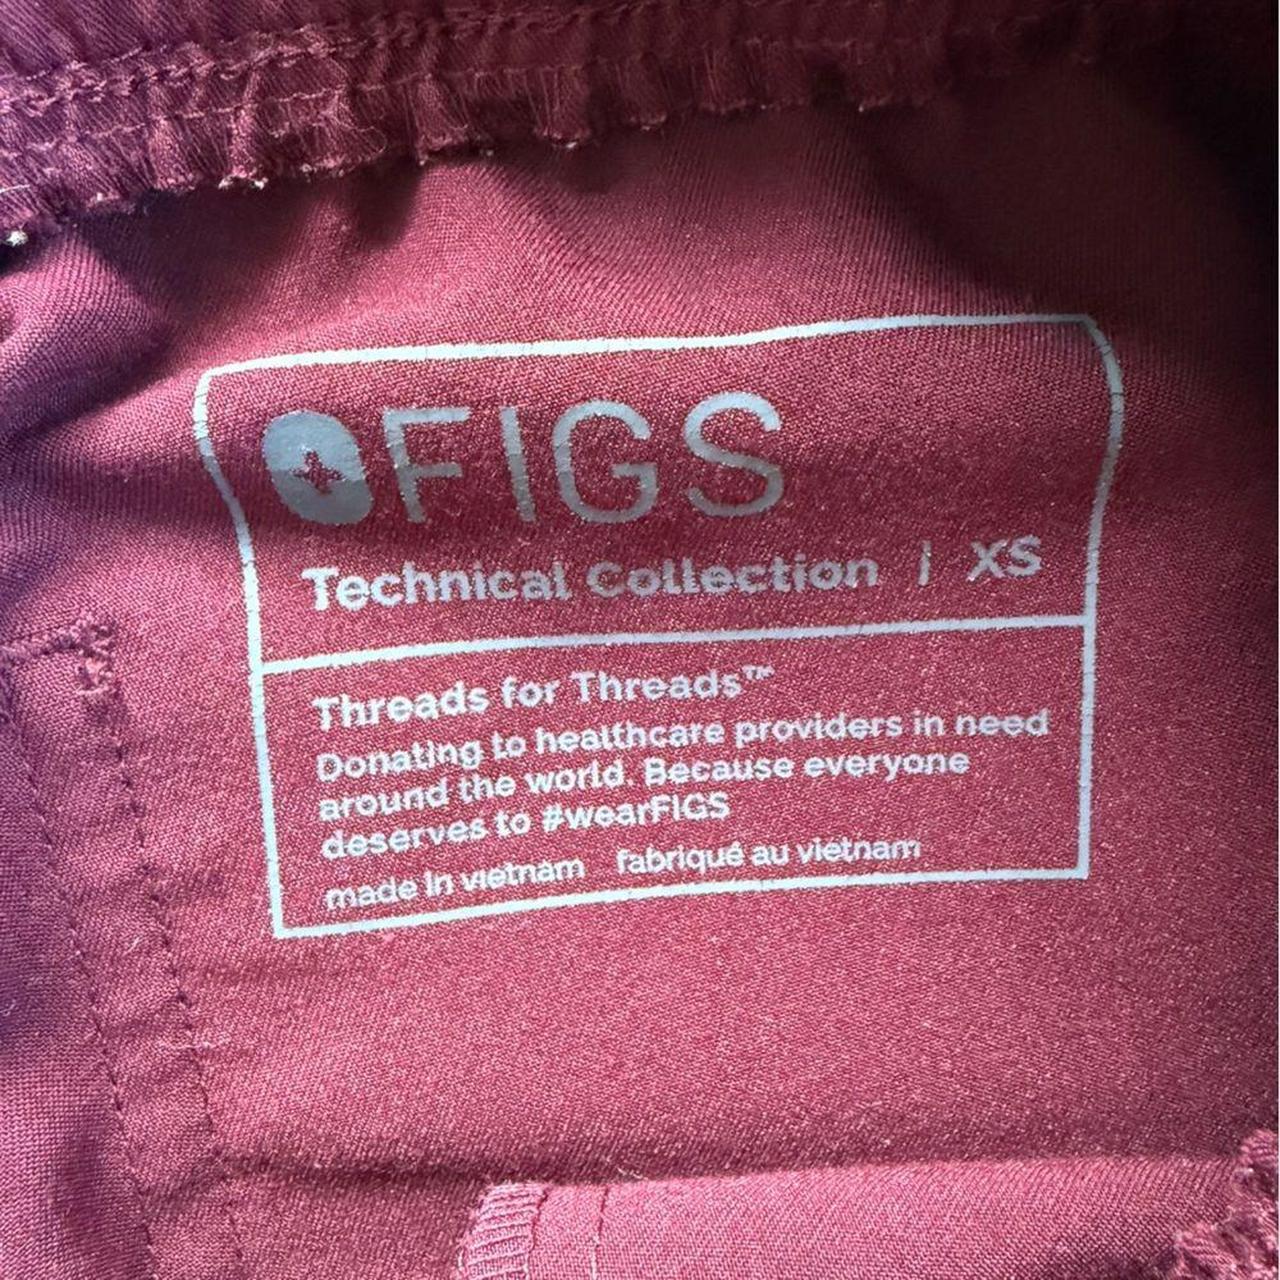 FIGS
Technical Collection | XS
Threads for Threads™
Donating to healthcare providers in need
around the world. Because everyone
deserves to #wearFIGS
made in vietnam fabriqué au vietnam